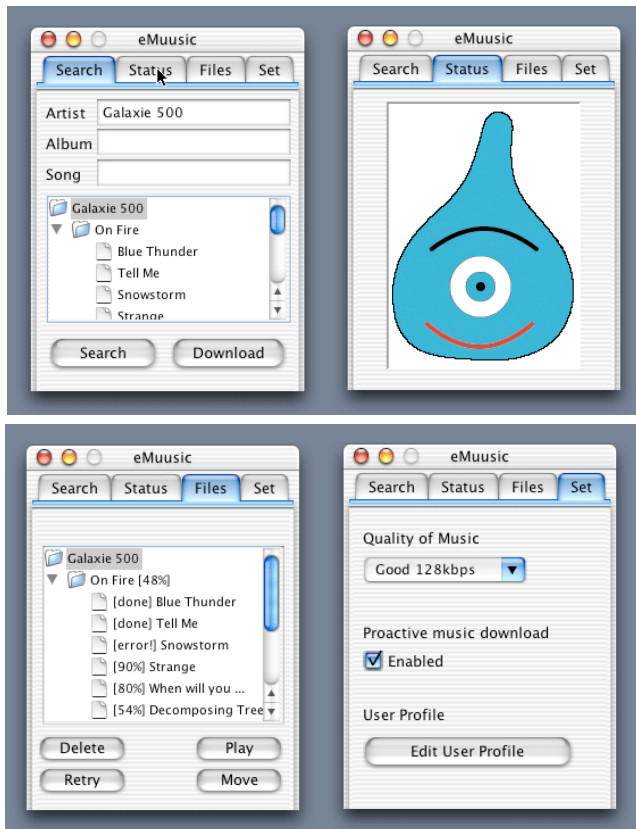 eMuusic
Search Status Files Set
Artist Galaxie 500
Album
Song
Galaxie 500
On Fire
Blue Thunder
Tell Me
Snowstorm
Strange
Search Download
eMuusic
Search Status Files Set
eMuusic
Search Status Files Set
Galaxie 500
On Fire [48%]
[done] Blue Thunder
[done] Tell Me
[error!] Snowstorm
[90%] Strange
[80%] When will you ...
[54%] Decomposing Tree
Delete Play
Retry Move
eMuusic
Search Status Files Set
Quality of Music
Good 128kbps
Proactive music download
Enabled
User Profile
Edit User Profile